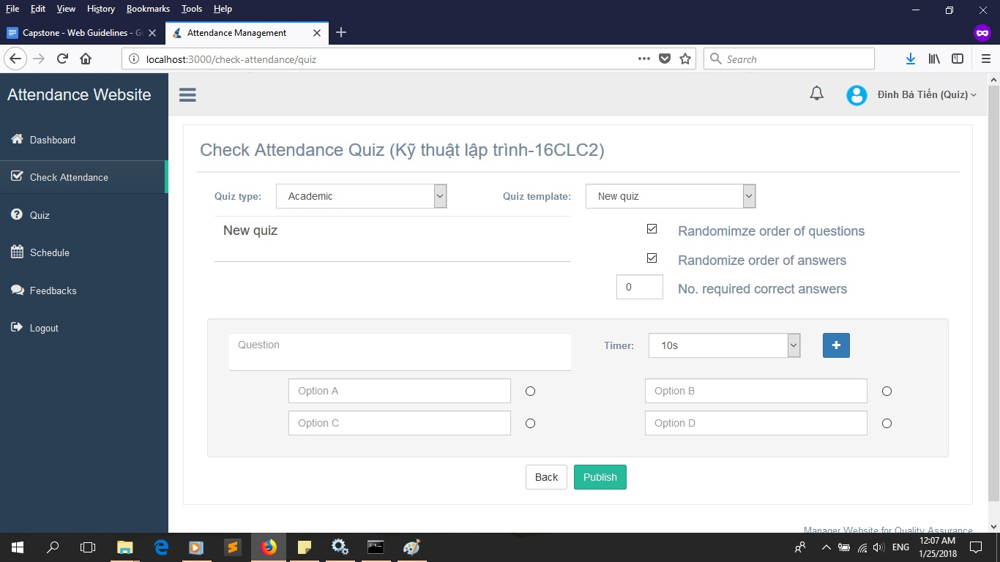 File Edit View History Bookmarks Tools Help
Capstone - Web Guidelines - G
Attendance Management
localhost:3000/check-attendance/quiz
Search
Attendance Website
Đinh Bá Tiến (Quiz)
Dashboard
Check Attendance
Quiz
Schedule
Feedbacks
Logout
Check Attendance Quiz (Kỹ thuật lập trình-16CLC2)
Quiz type: Academic Quiz template: New quiz
New quiz
Randomimze order of questions
Randomize order of answers
0 No. required correct answers
Question Timer: 10s
Option A Option B
Option C Option D
Back Publish
Manager Website for Quality Assurance
ENG
12:07 AM
1/25/2018